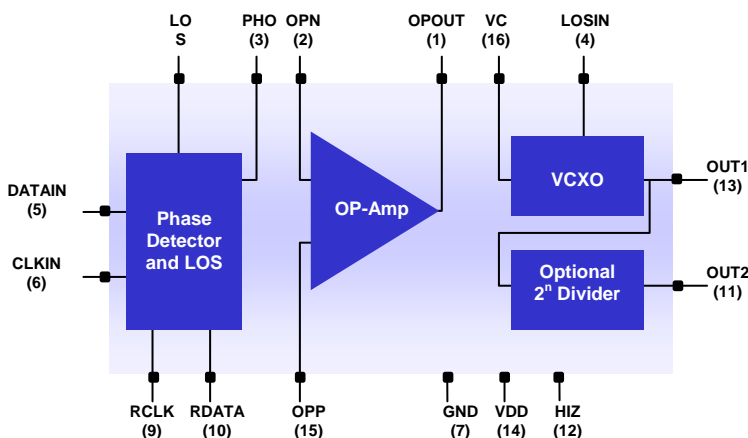 LO
S
PHO
(3)
OPN
(2)
OPOUT
(1)
VC
(16)
LOSIN
(4)
DATAIN
(5)
CLKIN
(6)
Phase
Detector
and LOS
OP-Amp
VCXO
OUT1
(13)
Optional
2ⁿ Divider
OUT2
(11)
RCLK
(9)
RDATA
(10)
OPP
(15)
GND
(7)
VDD
(14)
HIZ
(12)